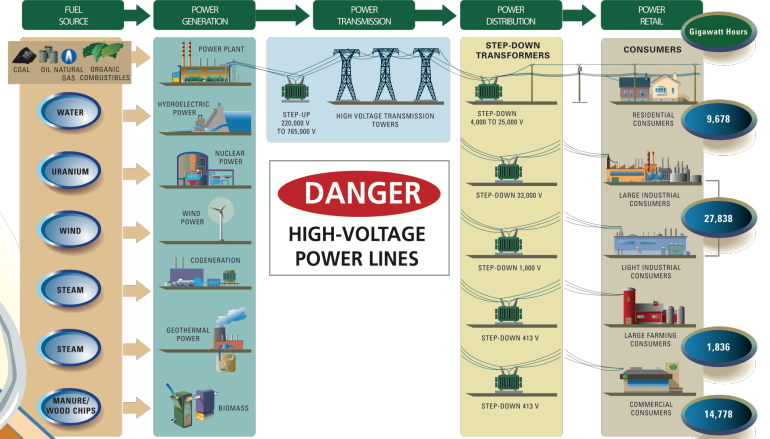 FUEL
SOURCE
POWER
GENERATION
POWER
TRANSMISSION
POWER
DISTRIBUTION
POWER
RETAIL
Gigawatt Hours
COAL
OIL
NATURAL
GAS
ORGANIC
COMBUSTIBLES
WATER
URANIUM
WIND
STEAM
STEAM
MANURE/
WOOD CHIPS
POWER PLANT
HYDROELECTRIC
POWER
NUCLEAR
POWER
WIND
POWER
COGENERATION
GEOTHERMAL
POWER
BIOMASS
STEP-UP
220,000 V
TO 765,000 V
HIGH VOLTAGE TRANSMISSION
TOWERS
DANGER
HIGH-VOLTAGE
POWER LINES
STEP-DOWN
TRANSFORMERS
STEP-DOWN
4,000 TO 25,000 V
STEP-DOWN 33,000 V
STEP-DOWN 1,000 V
STEP-DOWN 413 V
STEP-DOWN 413 V
CONSUMERS
RESIDENTIAL
CONSUMERS
LARGE INDUSTRIAL
CONSUMERS
LIGHT INDUSTRIAL
CONSUMERS
LARGE FARMING
CONSUMERS
COMMERCIAL
CONSUMERS
9,678
27,838
1,836
14,778